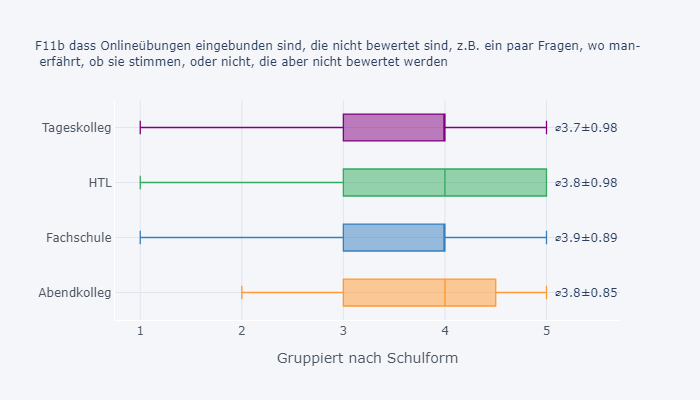 F11b dass Onlineübungen eingebunden sind, die nicht bewertet sind, z.B. ein paar Fragen, wo man-
erfährt, ob sie stimmen, oder nicht, die aber nicht bewertet werden
Tageskolleg
⌀3.7±0.98
HTL
⌀3.8±0.98
Fachschule
⌀3.9±0.89
Abendkolleg
⌀3.8±0.85
1 2 3 4 5
Gruppiert nach Schulform